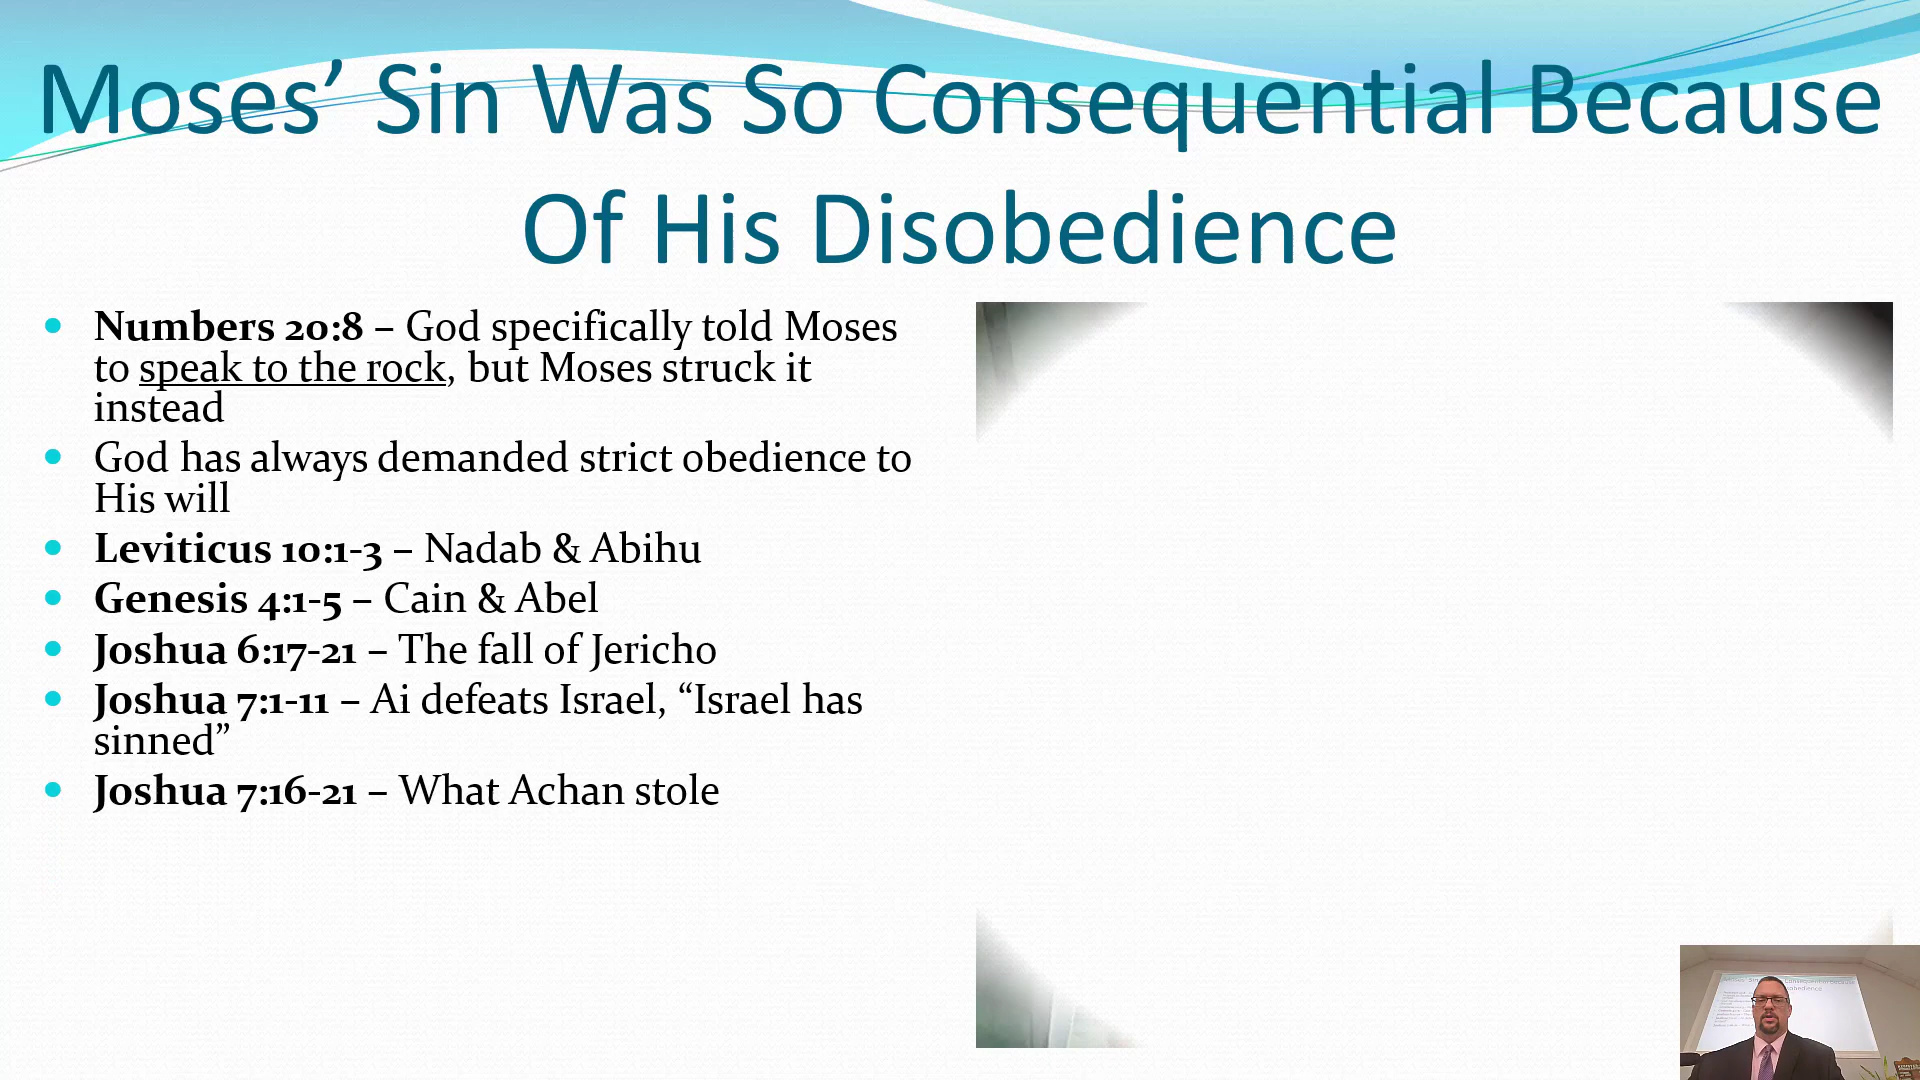 Moses’ Sin Was So Consequential Because
Of His Disobedience
• Numbers 20:8 – God specifically told Moses
to speak to the rock, but Moses struck it
instead
• God has always demanded strict obedience to
His will
• Leviticus 10:1-3 – Nadab & Abihu
• Genesis 4:1-5 – Cain & Abel
• Joshua 6:17-21 – The fall of Jericho
• Joshua 7:1-11 – Ai defeats Israel, “Israel has
sinned”
• Joshua 7:16-21 – What Achan stole